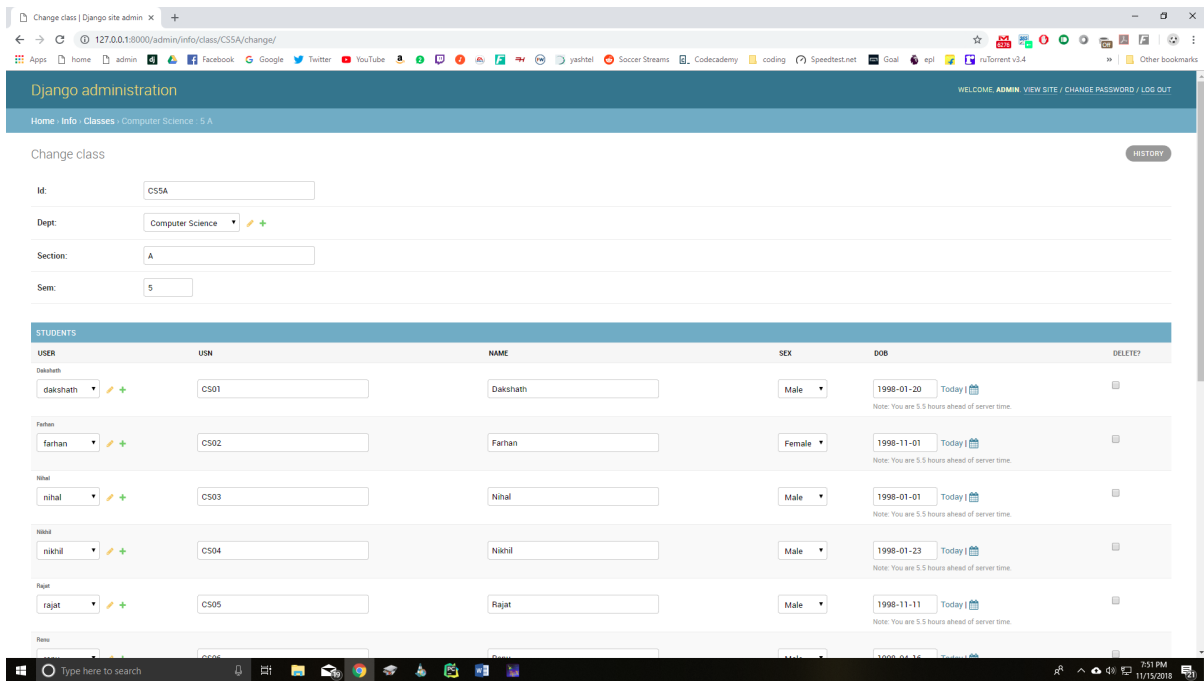 Change class | Django site admin
127.0.0.1:8000/admin/info/class/CS5A/change/
Apps home admin Facebook Google Twitter YouTube yashtel Soccer Streams Codecademy coding Speedtest.net Goal epl ruTorrent v3.4 » Other bookmarks
Django administration
WELCOME, ADMIN. VIEW SITE / CHANGE PASSWORD / LOG OUT
Home › Info › Classes › Computer Science : 5 A
Change class
HISTORY
Id: CS5A
Dept: Computer Science
Section: A
Sem: 5
STUDENTS
USER USN NAME SEX DOB DELETE?
Dakshath
dakshath CS01 Dakshath Male 1998-01-20 Today |
Note: You are 5.5 hours ahead of server time.
Farhan
farhan CS02 Farhan Female 1998-11-01 Today |
Note: You are 5.5 hours ahead of server time.
Nihal
nihal CS03 Nihal Male 1998-01-01 Today |
Note: You are 5.5 hours ahead of server time.
Nikhil
nikhil CS04 Nikhil Male 1998-01-23 Today |
Note: You are 5.5 hours ahead of server time.
Rajat
rajat CS05 Rajat Male 1998-11-11 Today |
Note: You are 5.5 hours ahead of server time.
Renu
Type here to search
7:51 PM
11/15/2018